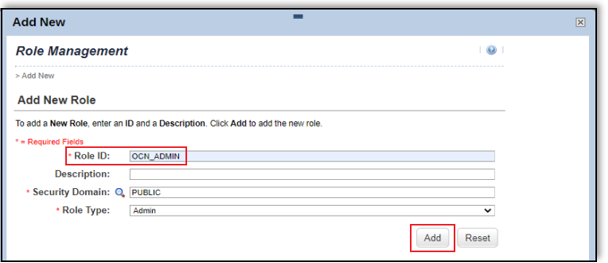 Add New
Role Management
> Add New
Add New Role
To add a New Role, enter an ID and a Description. Click Add to add the new role.
* = Required Fields
* Role ID: OCN_ADMIN
Description:
* Security Domain: PUBLIC
* Role Type: Admin
Add Reset